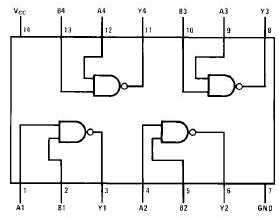 VCC B4 A4 Y4 B3 A3 Y3
14 13 12 11 10 9 8
1 2 3 4 5 6 7
A1 B1 Y1 A2 B2 Y2 GND